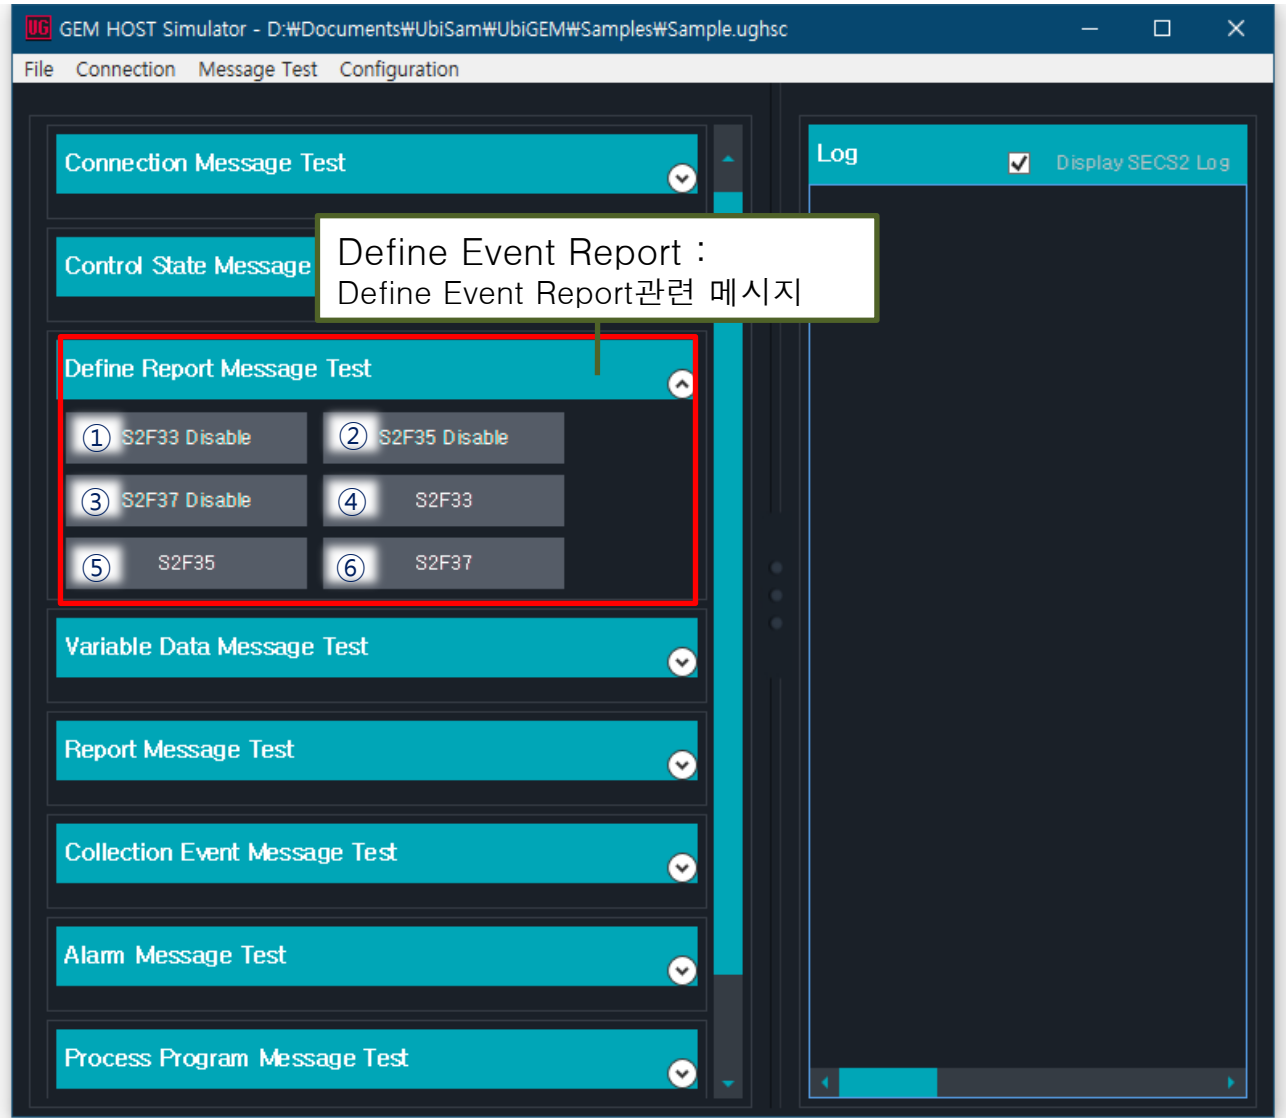 UG GEM HOST Simulator - D:₩Documents₩UbiSam₩UbiGEM₩Samples₩Sample.ughsc
File Connection Message Test Configuration
Connection Message Test
Log
Display SECS2 Log
Define Event Report :
Define Event Report관련 메시지
Control State Message
Define Report Message Test
① S2F33 Disable
② S2F35 Disable
③ S2F37 Disable
④ S2F33
⑤ S2F35
⑥ S2F37
Variable Data Message Test
Report Message Test
Collection Event Message Test
Alarm Message Test
Process Program Message Test